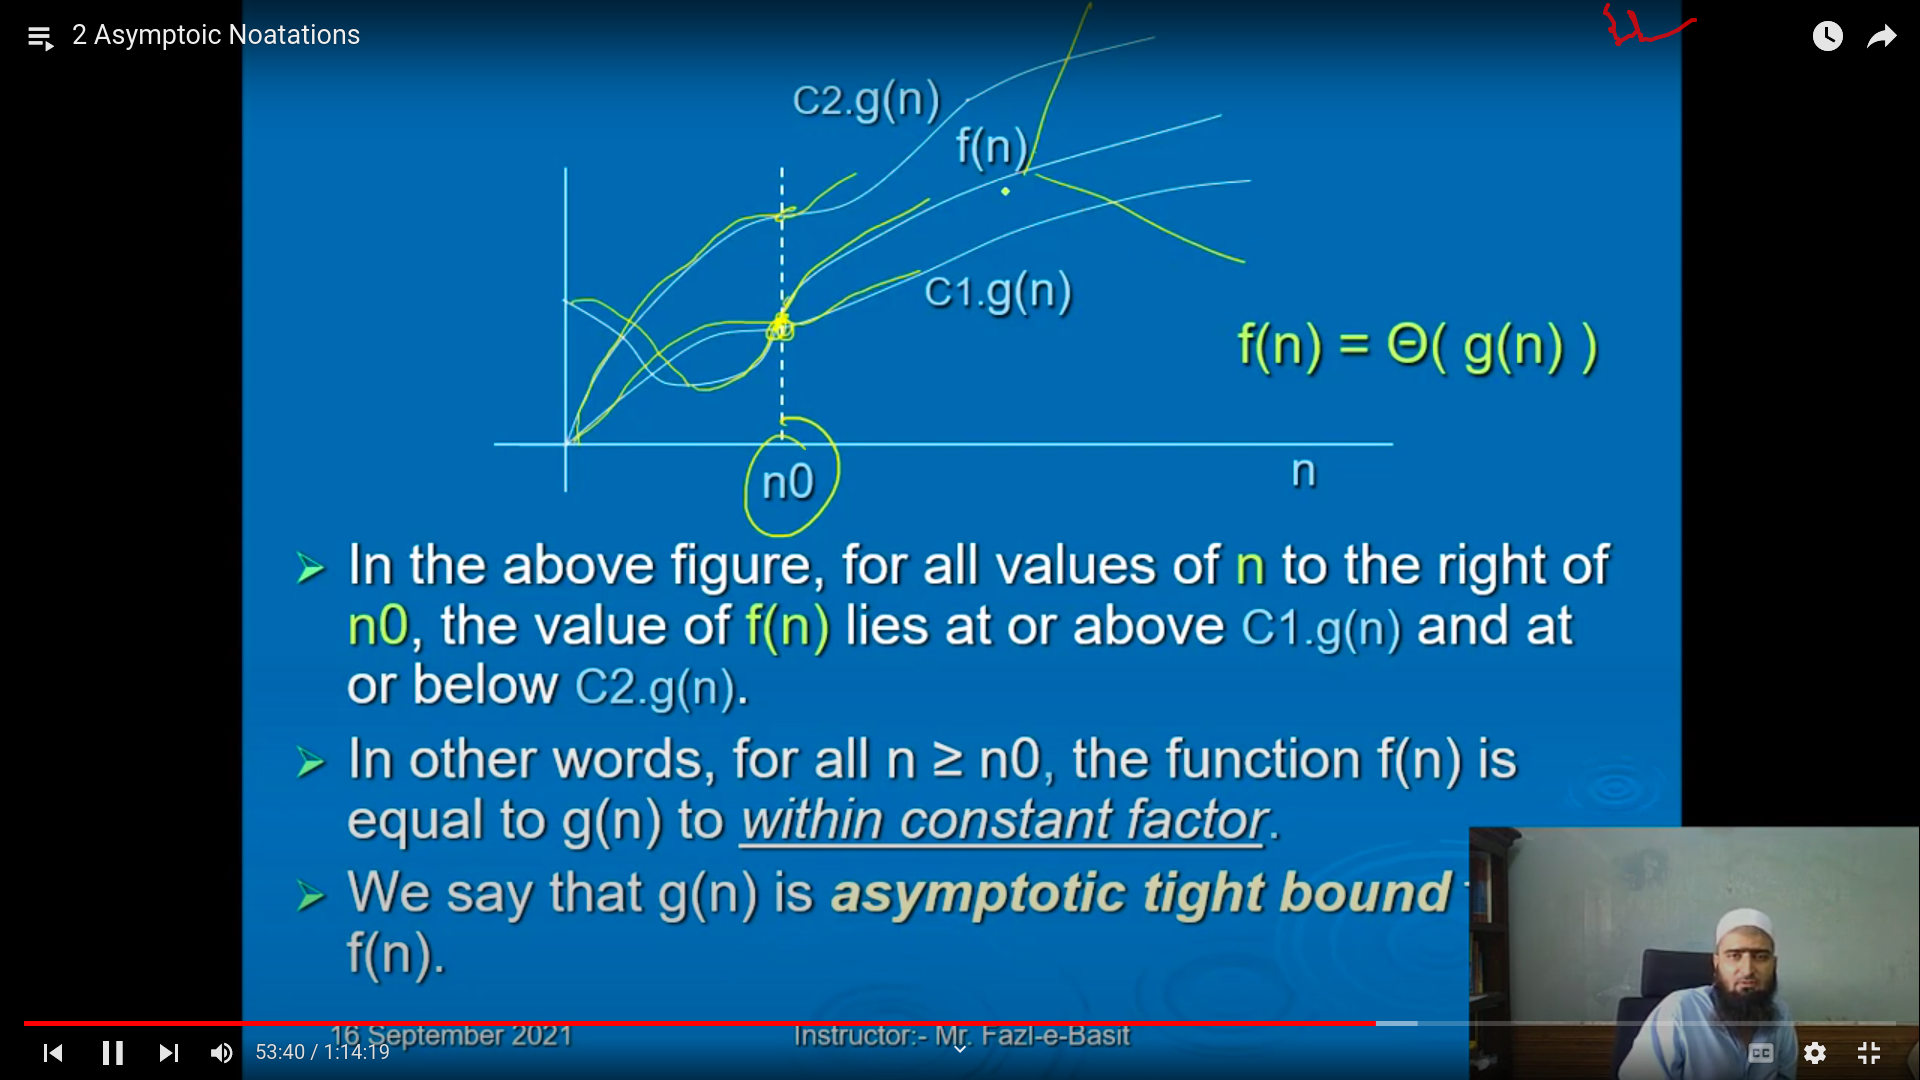 2 Asymptoic Noatations
C2.g(n)
f(n)
C1.g(n)
f(n) = Θ( g(n) )
n0
n
In the above figure, for all values of n to the right of
n0, the value of f(n) lies at or above C1.g(n) and at
or below C2.g(n).
In other words, for all n ≥ n0, the function f(n) is
equal to g(n) to within constant factor.
We say that g(n) is asymptotic tight bound
f(n).
16 September 2021
Instructor:- Mr. Fazl-e-Basit
53:40 / 1:14:19
CC